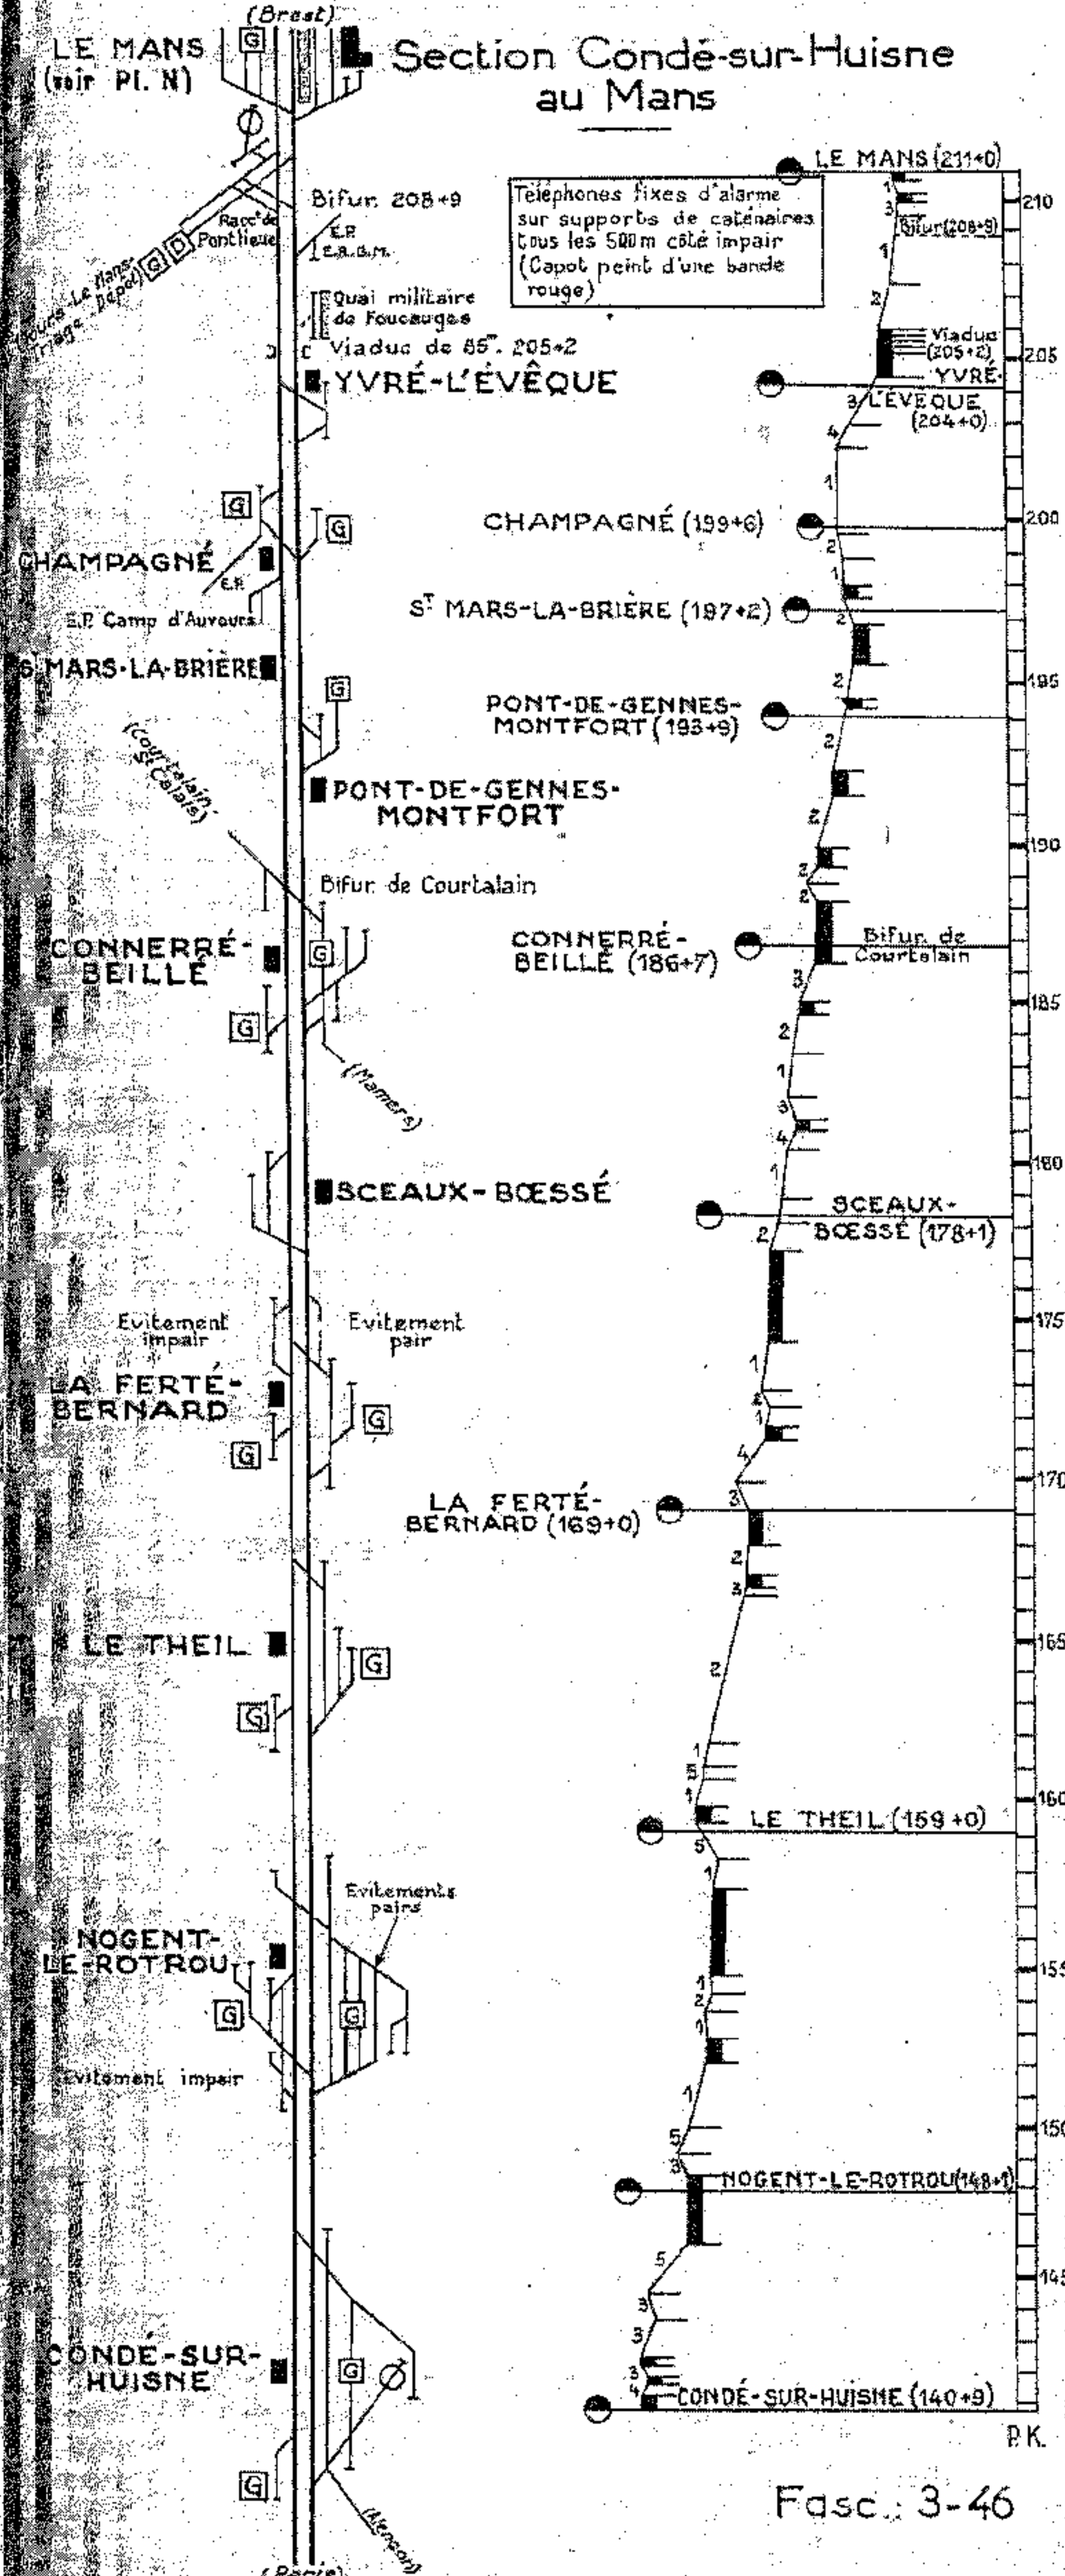 (Brest)
LE MANS
(voir Pl. N)
G
L
Section Condé-sur-Huisne
au Mans
Racct de
Pontlieue
G D
Bifur. 208+9
E.P.
E.R.G.M.
Quai militaire
de Foucauges
Viaduc de 85m. 205+2
YVRÉ-L'ÉVÊQUE
G
G
CHAMPAGNÉ
E.P.
E.P. Camp d'Auvours
ST MARS-LA-BRIÈRE
G
(Courtalain-
St Calais)
PONT-DE-GENNES-
MONTFORT
Bifur. de Courtalain
CONNERRÉ-
BEILLÉ
G
G
(Mamers)
SCEAUX-BŒSSÉ
Evitement
impair
Evitement
pair
LA FERTÉ-
BERNARD
G
G
LE THEIL
G
G
Evitements
pairs
NOGENT-
LE-ROTROU
G
G
Evitement impair
CONDÉ-SUR-
HUISNE
G
G
(Alençon)
(Paris)
Téléphones fixes d'alarme
sur supports de caténaires
tous les 500m côté impair
(Capot peint d'une bande
rouge)
LE MANS (211+0)
210
Bifur (208+9)
Viaduc
(205+2)
205
YVRÉ-
L'ÉVÊQUE
(204+0)
CHAMPAGNÉ (199+6)
200
ST MARS-LA-BRIÈRE (197+2)
195
PONT-DE-GENNES-
MONTFORT (193+9)
190
CONNERRÉ-
BEILLÉ (186+7)
Bifur. de
Courtalain
185
180
SCEAUX-
BŒSSÉ (178+1)
175
170
LA FERTÉ-
BERNARD (169+0)
165
160
LE THEIL (159+0)
155
150
NOGENT-LE-ROTROU (148+1)
145
CONDÉ-SUR-HUISNE (140+9)
P.K.
Fasc.: 3-46